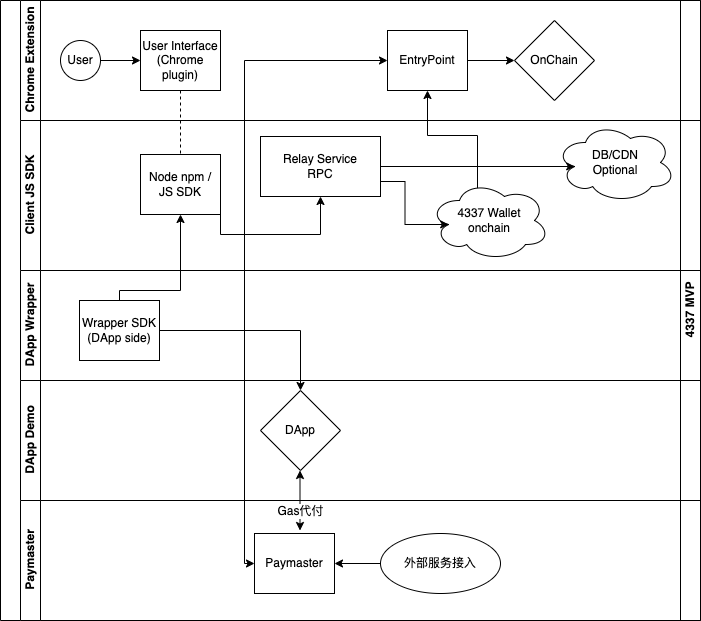 Chrome Extension
User
User Interface
(Chrome
plugin)
EntryPoint
OnChain
Client JS SDK
Node npm /
JS SDK
Relay Service
RPC
DB/CDN
Optional
4337 Wallet
onchain
DApp Wrapper
Wrapper SDK
(DApp side)
4337 MVP
DApp Demo
DApp
Gas代付
Paymaster
Paymaster
外部服务接入